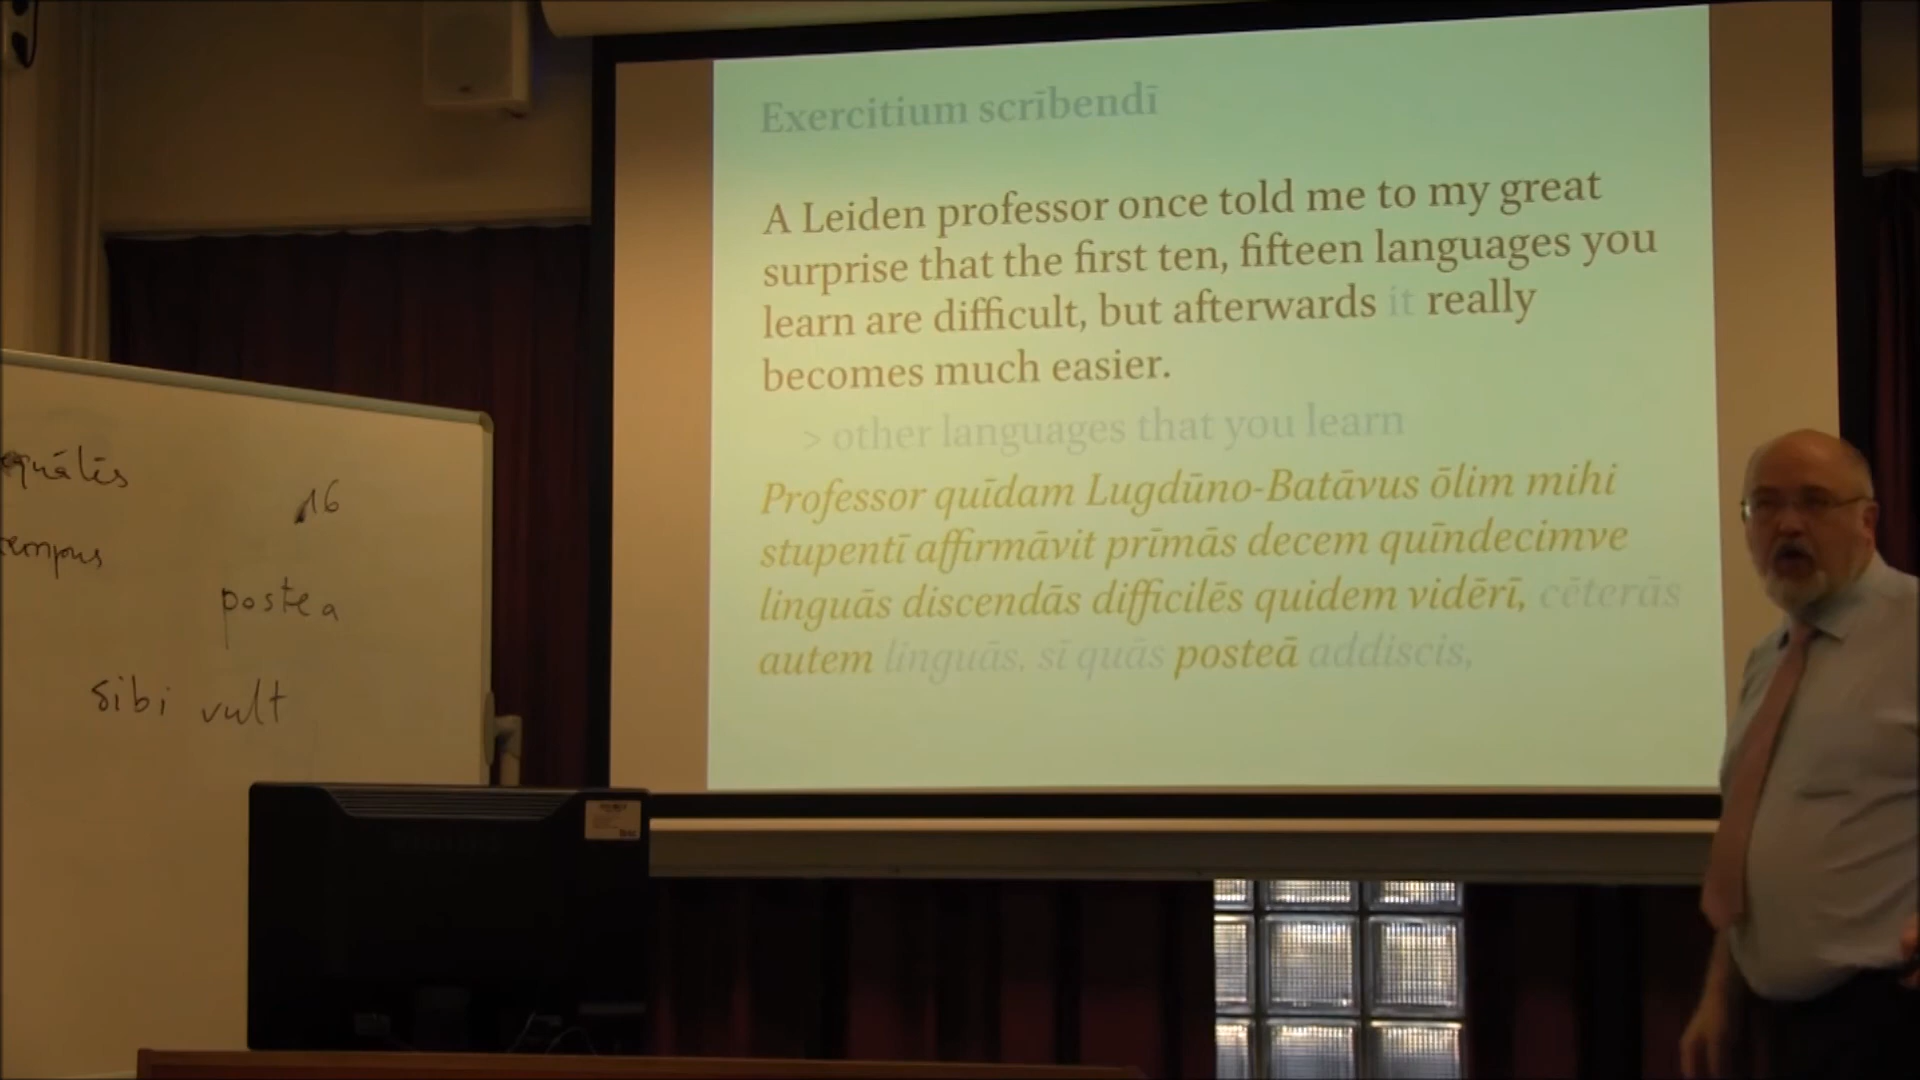 Exercitium scrībendī
A Leiden professor once told me to my great
surprise that the first ten, fifteen languages you
learn are difficult, but afterwards it really
becomes much easier.
> other languages that you learn
Professor quīdam Lugdūno-Batāvus ōlim mihi
stupentī affirmāvit prīmās decem quīndecimve
linguās discendās difficilēs quidem vidērī, cēterās
autem linguās, sī quās posteā addiscis,
16
postea
sibi vult